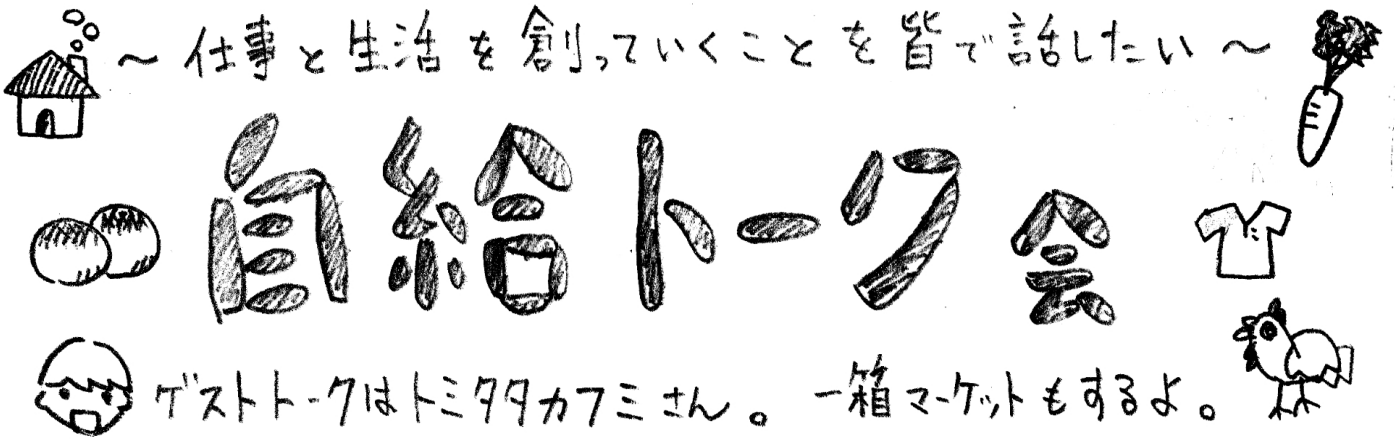 ～仕事と生活を創っていくことを皆で話したい～
自給トーク会
ゲストトークはトミタタカフミさん。一箱マーケットもするよ。